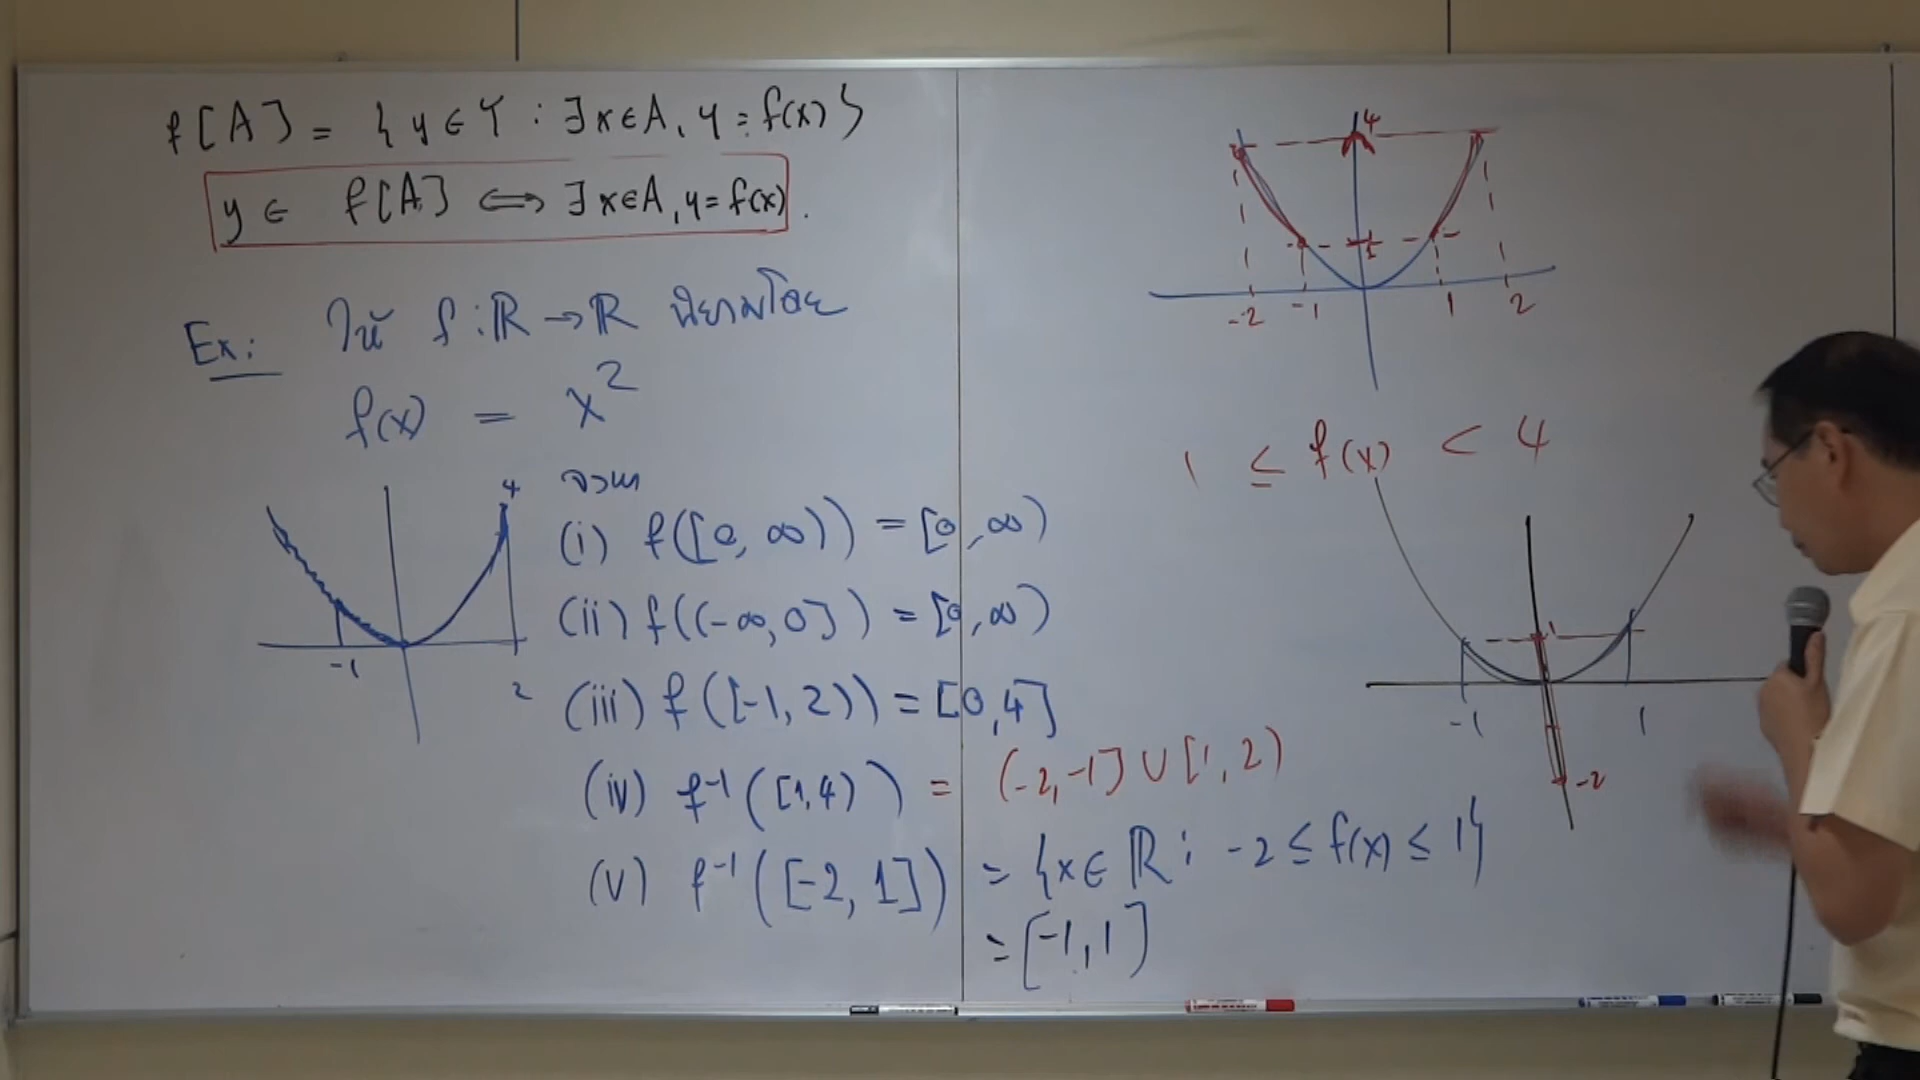 f[A] = { y ∈ Y : ∃x∈A, y = f(x) }
y ∈ f[A] ⟺ ∃x∈A, y = f(x).
Ex: ให้ f : ℝ → ℝ นิยามโดย
f(x) = x²
จงหา
(i) f([0, ∞)) = [0, ∞)
(ii) f((-∞, 0]) = [0, ∞)
(iii) f([-1, 2)) = [0, 4]
(iv) f⁻¹([1, 4)) = (-2, -1] ∪ [1, 2)
(v) f⁻¹([-2, 1]) = {x ∈ ℝ : -2 ≤ f(x) ≤ 1}
= [-1, 1]
4
-1
2
4
1
-2 -1 1 2
1 ≤ f(x) < 4
1
-1 1
-2